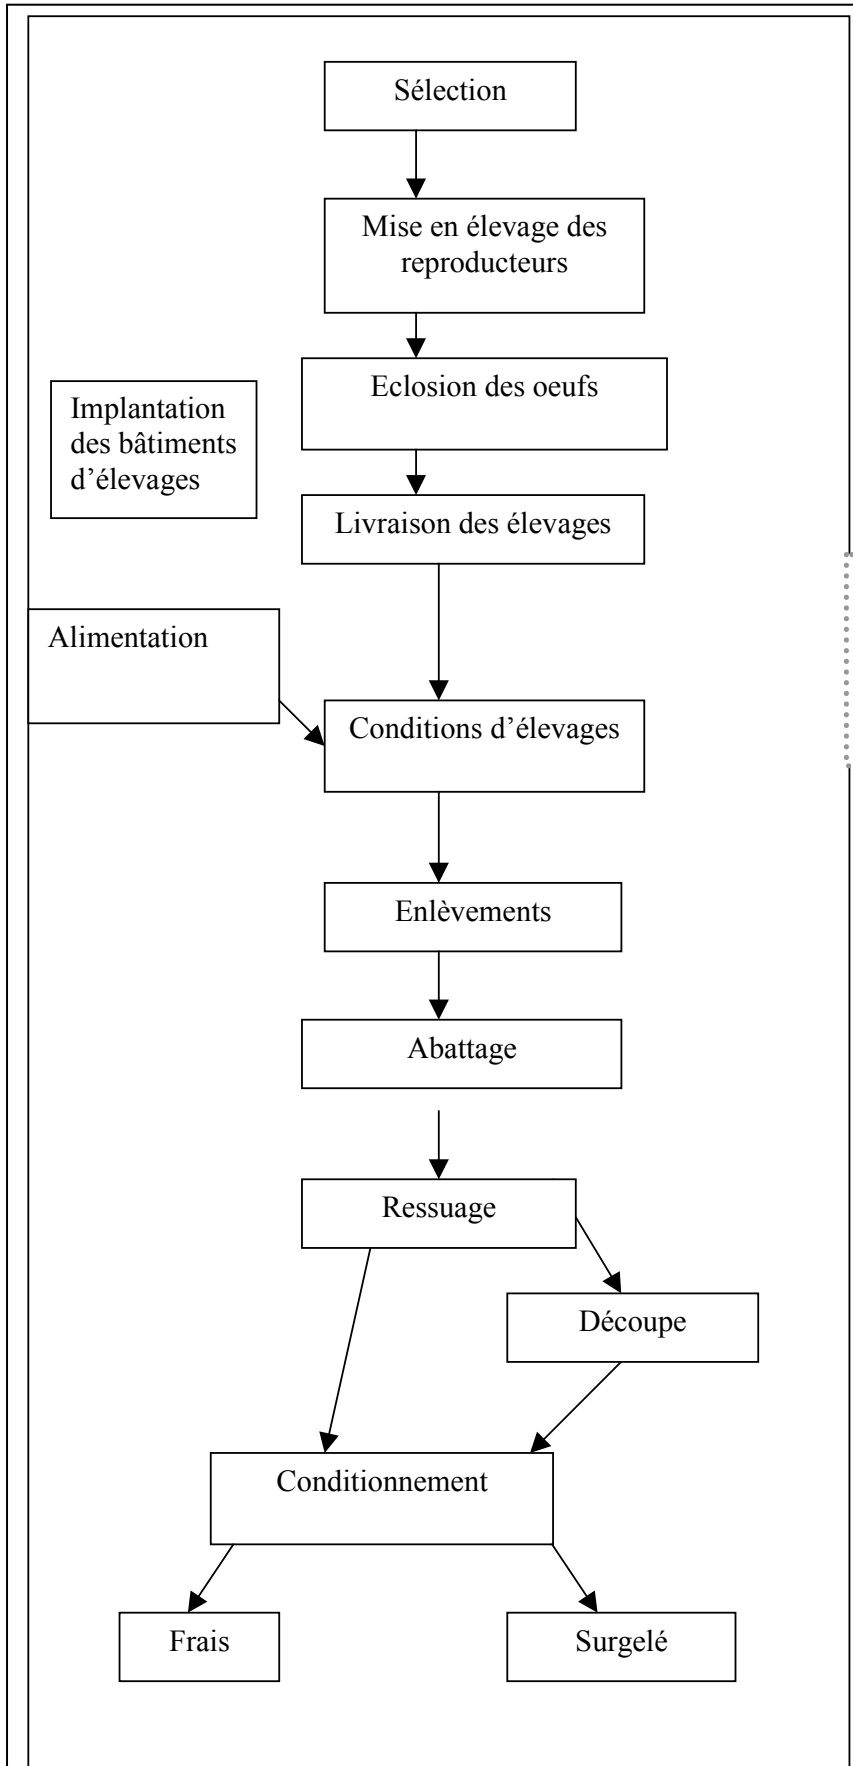 Sélection
Mise en élevage des
reproducteurs
Eclosion des oeufs
Implantation
des bâtiments
d’élevages
Livraison des élevages
Alimentation
Conditions d’élevages
Enlèvements
Abattage
Ressuage
Découpe
Conditionnement
Frais
Surgelé